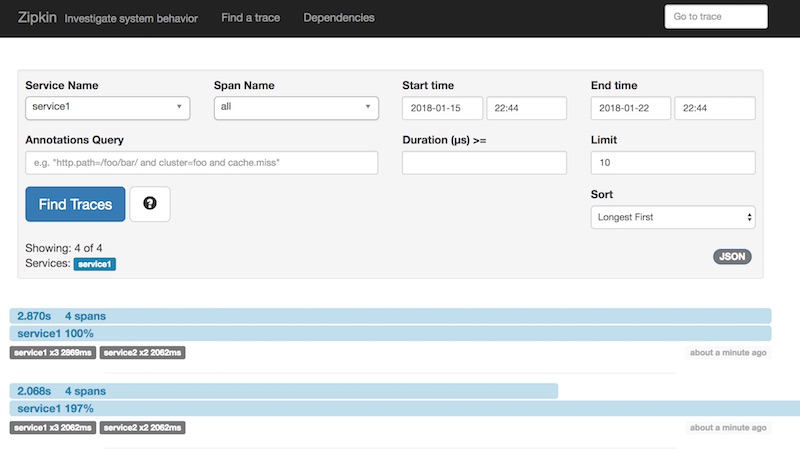 Zipkin Investigate system behavior Find a trace Dependencies Go to trace
Service Name Span Name Start time End time
service1 all 2018-01-15 22:44 2018-01-22 22:44
Annotations Query Duration (μs) >= Limit
e.g. "http.path=/foo/bar/ and cluster=foo and cache.miss" 10
Find Traces ? Sort
Longest First
Showing: 4 of 4
Services: service1 JSON
2.870s 4 spans
service1 100%
service1 x3 2869ms service2 x2 2062ms about a minute ago
2.068s 4 spans
service1 197%
service1 x3 2062ms service2 x2 2062ms about a minute ago